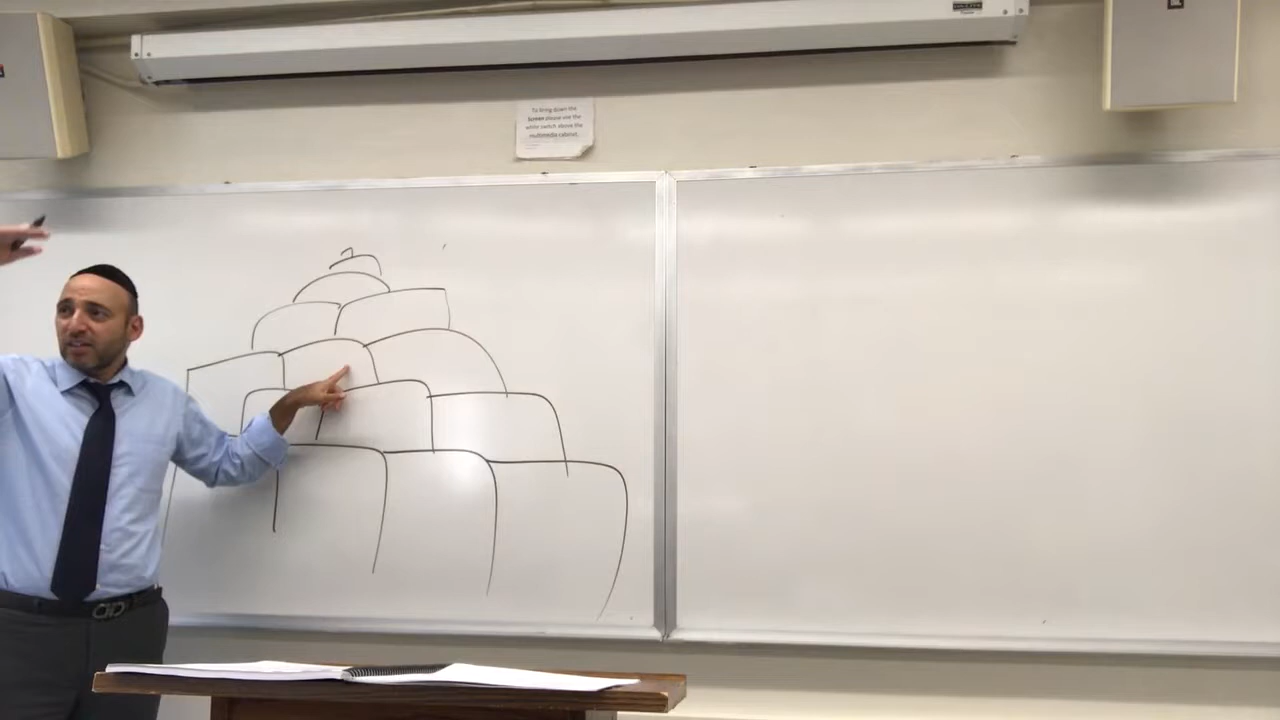 To bring down the
Screen please use the
white switch above the
multimedia cabinet.